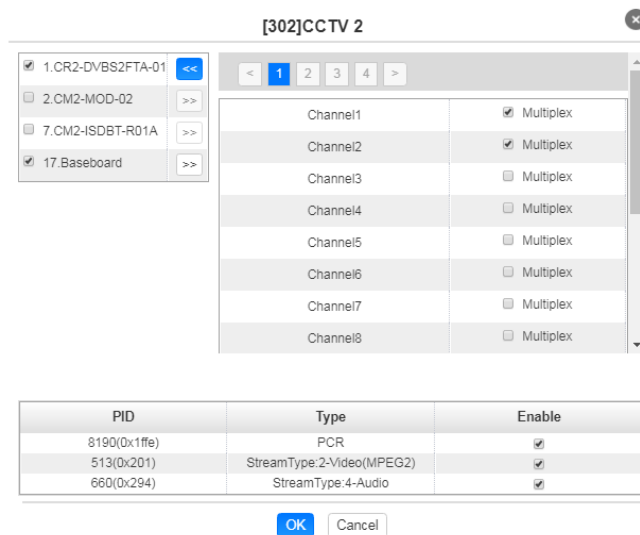 [302]CCTV 2
1.CR2-DVBS2FTA-01 <<
2.CM2-MOD-02 >>
7.CM2-ISDBT-R01A >>
17.Baseboard >>
< 1 2 3 4 >
Channel1 Multiplex
Channel2 Multiplex
Channel3 Multiplex
Channel4 Multiplex
Channel5 Multiplex
Channel6 Multiplex
Channel7 Multiplex
Channel8 Multiplex
PID Type Enable
8190(0x1ffe) PCR
513(0x201) StreamType:2-Video(MPEG2)
660(0x294) StreamType:4-Audio
OK Cancel